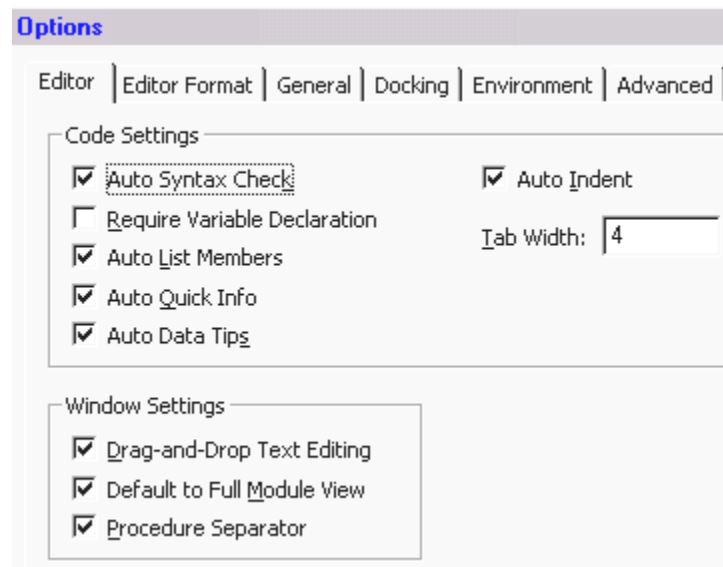 Options
Editor
Editor Format
General
Docking
Environment
Advanced
Code Settings
Auto Syntax Check
Auto Indent
Require Variable Declaration
Tab Width: 4
Auto List Members
Auto Quick Info
Auto Data Tips
Window Settings
Drag-and-Drop Text Editing
Default to Full Module View
Procedure Separator